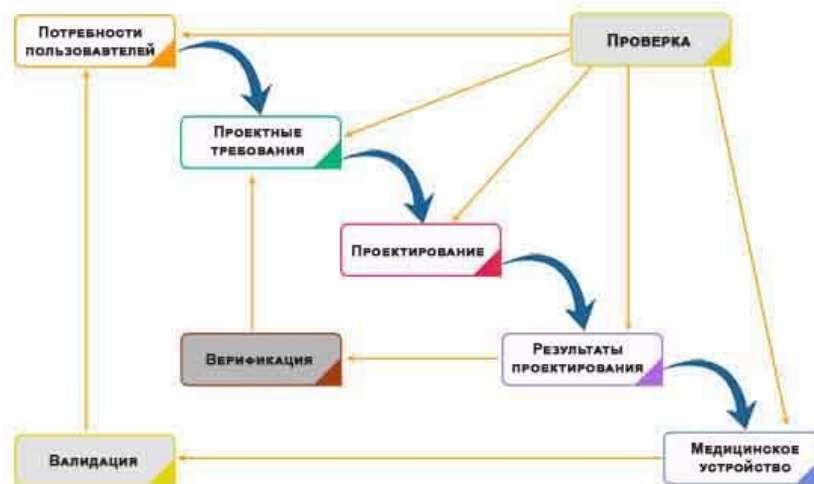 Потребности
пользователей
Проверка
Проектные
требования
Проектирование
Верификация
Результаты
проектирования
Валидация
Медицинское
устройство